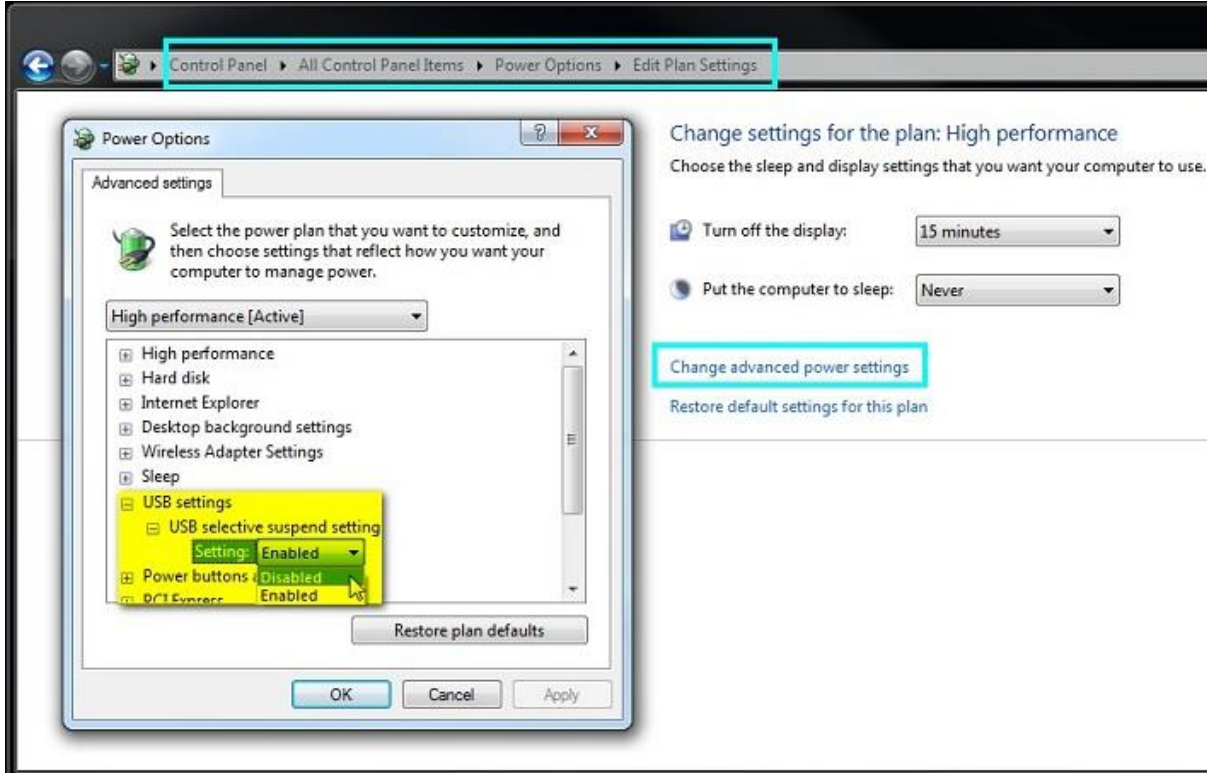 Control Panel ▸ All Control Panel Items ▸ Power Options ▸ Edit Plan Settings
Power Options
Advanced settings
Select the power plan that you want to customize, and
then choose settings that reflect how you want your
computer to manage power.
High performance [Active]
High performance
Hard disk
Internet Explorer
Desktop background settings
Wireless Adapter Settings
Sleep
USB settings
USB selective suspend setting
Setting: Enabled
Power buttons
Disabled
PCI Express
Enabled
Restore plan defaults
OK Cancel Apply
Change settings for the plan: High performance
Choose the sleep and display settings that you want your computer to use.
Turn off the display: 15 minutes
Put the computer to sleep: Never
Change advanced power settings
Restore default settings for this plan